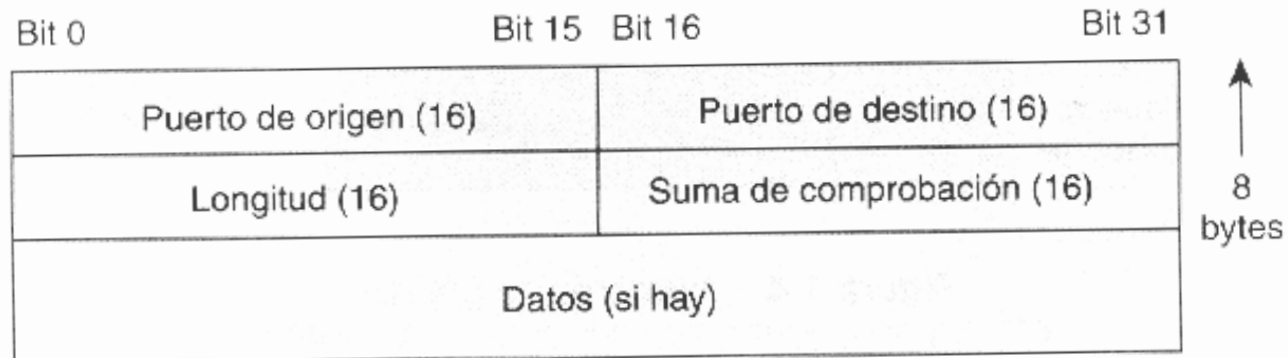 Bit 0 Bit 15 Bit 16 Bit 31
Puerto de origen (16) Puerto de destino (16)
Longitud (16) Suma de comprobación (16)
8
bytes
Datos (si hay)